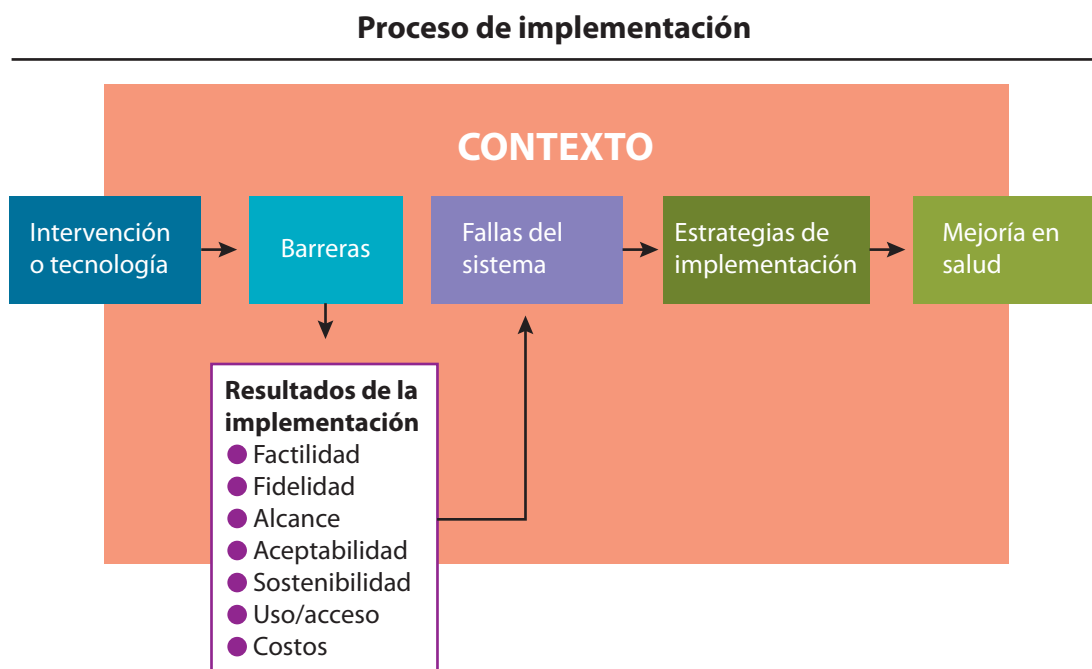 Proceso de implementación
CONTEXTO
Intervención
o tecnología
Barreras
Fallas del
sistema
Estrategias de
implementación
Mejoría en
salud
Resultados de la
implementación
Factilidad
Fidelidad
Alcance
Aceptabilidad
Sostenibilidad
Uso/acceso
Costos